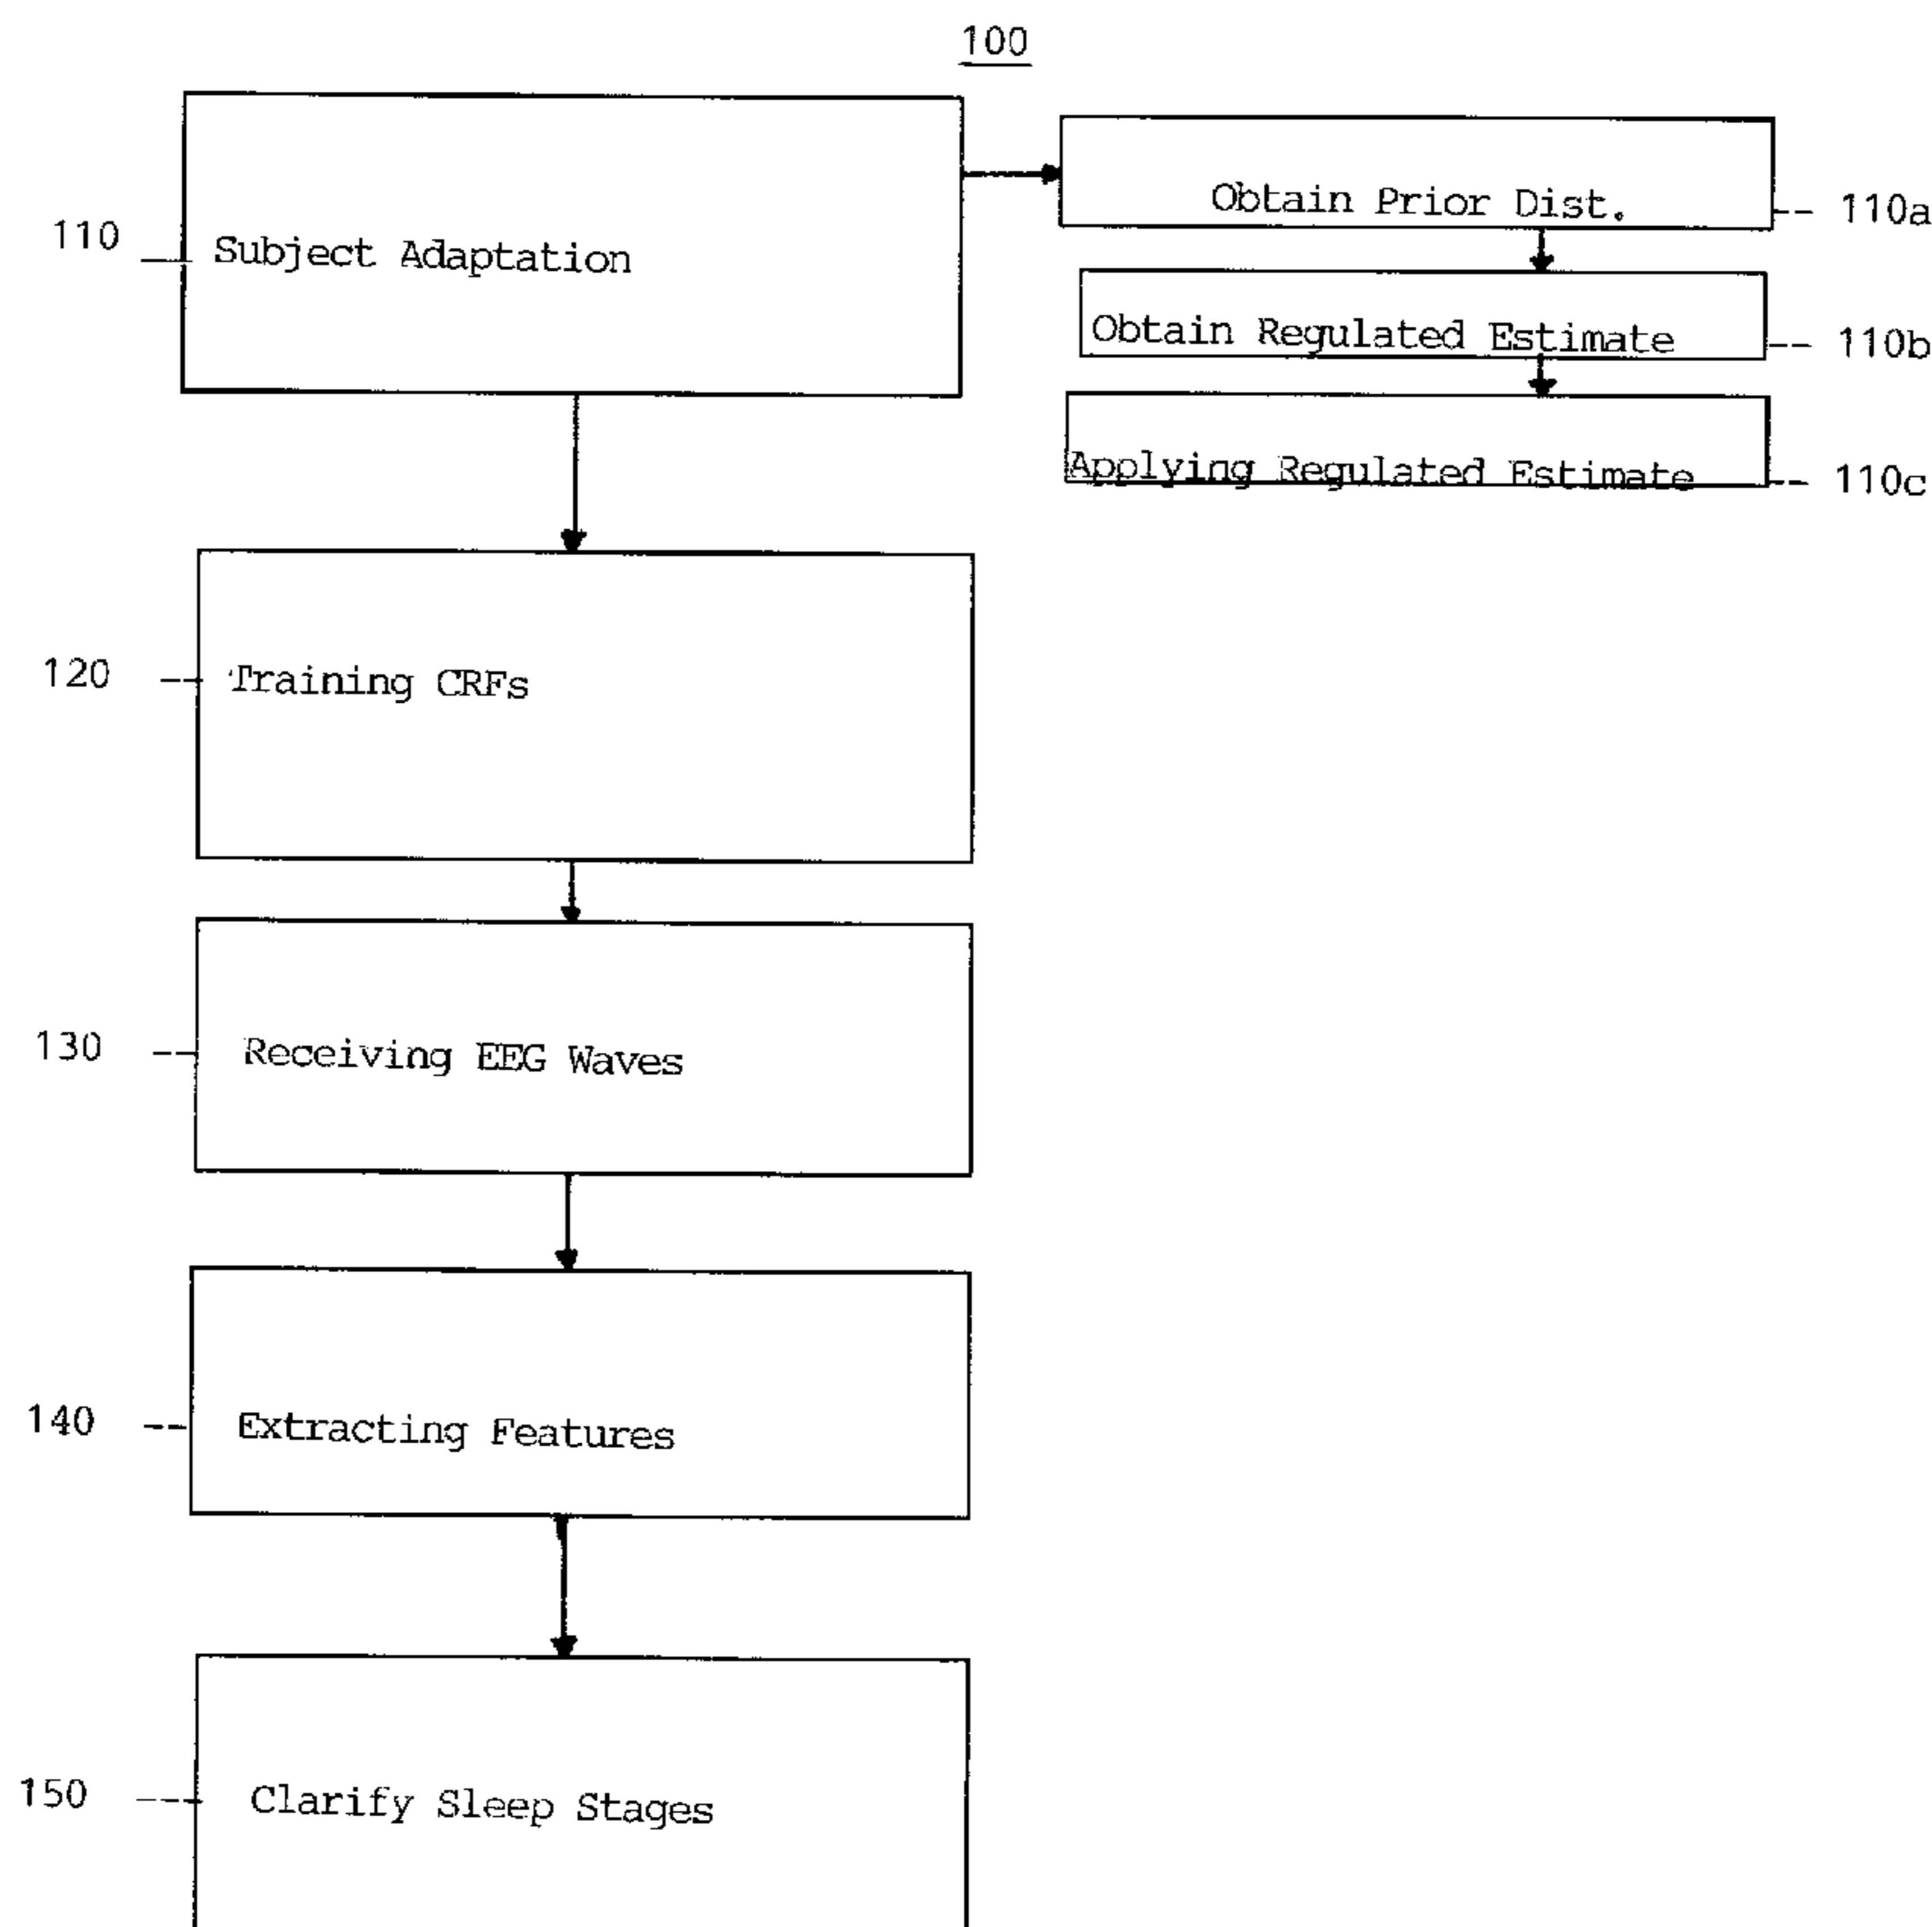 100
110
Subject Adaptation
Obtain Prior Dist.
110a
Obtain Regulated Estimate
110b
Applying Regulated Estimate
110c
120
Training CRFs
130
Receiving EEG Waves
140
Extracting Features
150
Clarify Sleep Stages